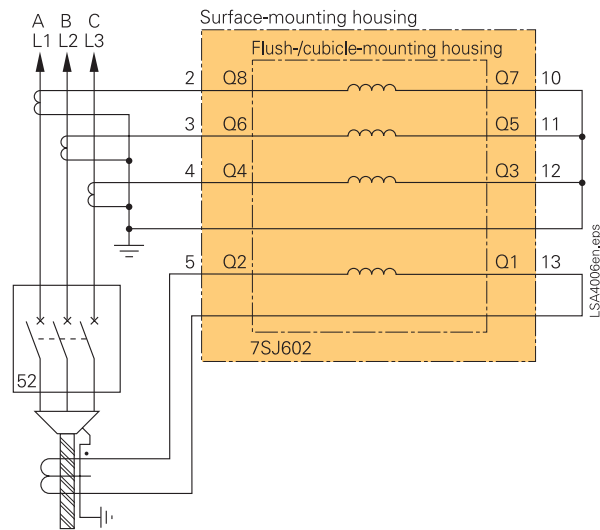 Surface-mounting housing
A B C
L1 L2 L3
Flush-/cubicle-mounting housing
2 Q8 Q7 10
3 Q6 Q5 11
4 Q4 Q3 12
5 Q2 Q1 13
7SJ602
52
LSA4006en.eps